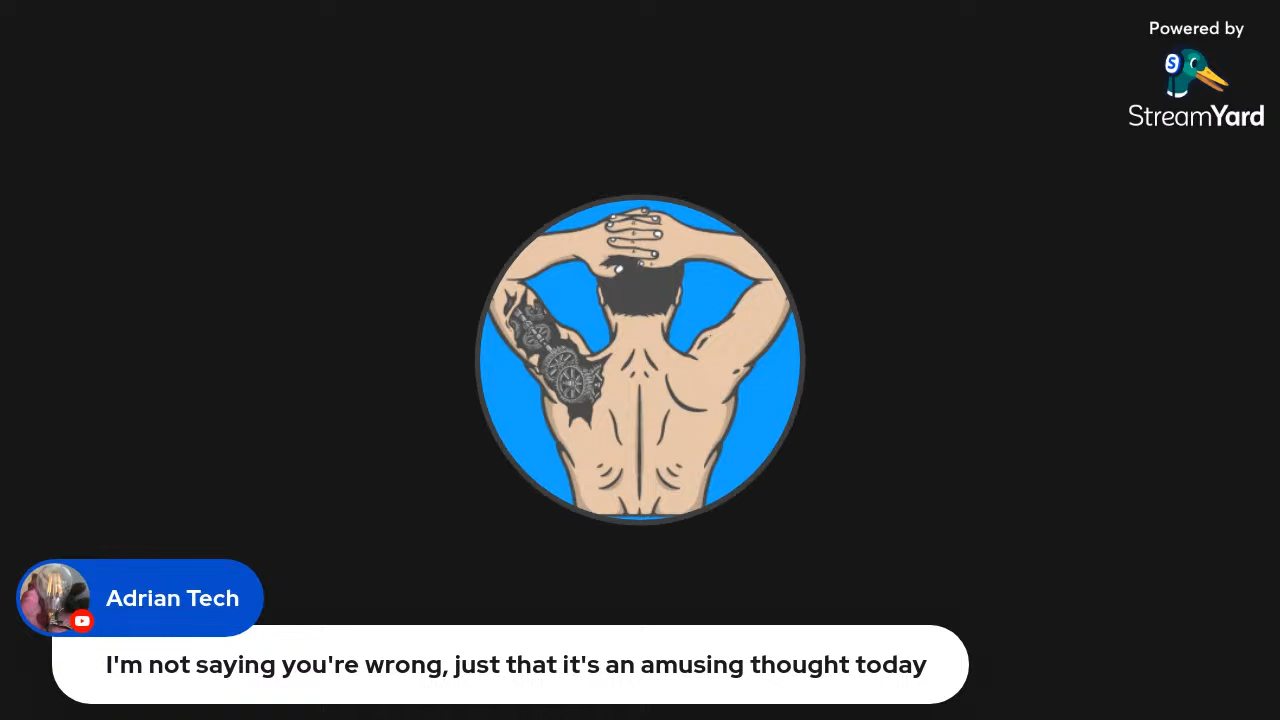 Powered by
S
StreamYard
Adrian Tech
I'm not saying you're wrong, just that it's an amusing thought today